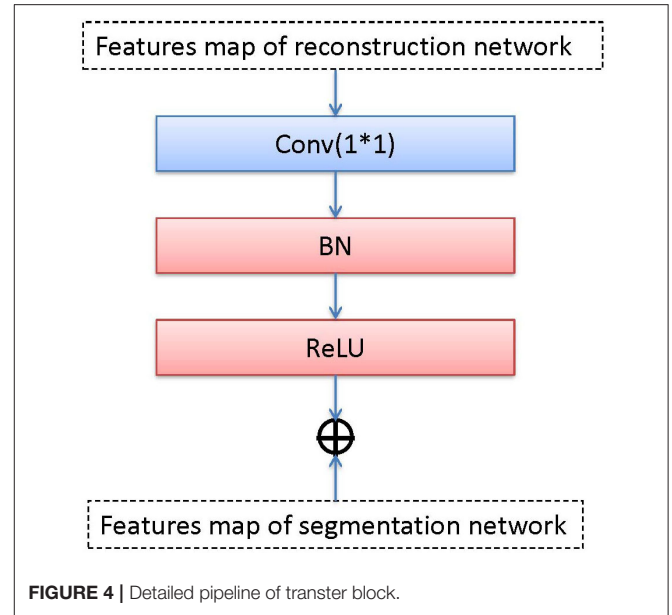 Features map of reconstruction network
Conv(1*1)
BN
ReLU
Features map of segmentation network
FIGURE 4 | Detailed pipeline of transter block.